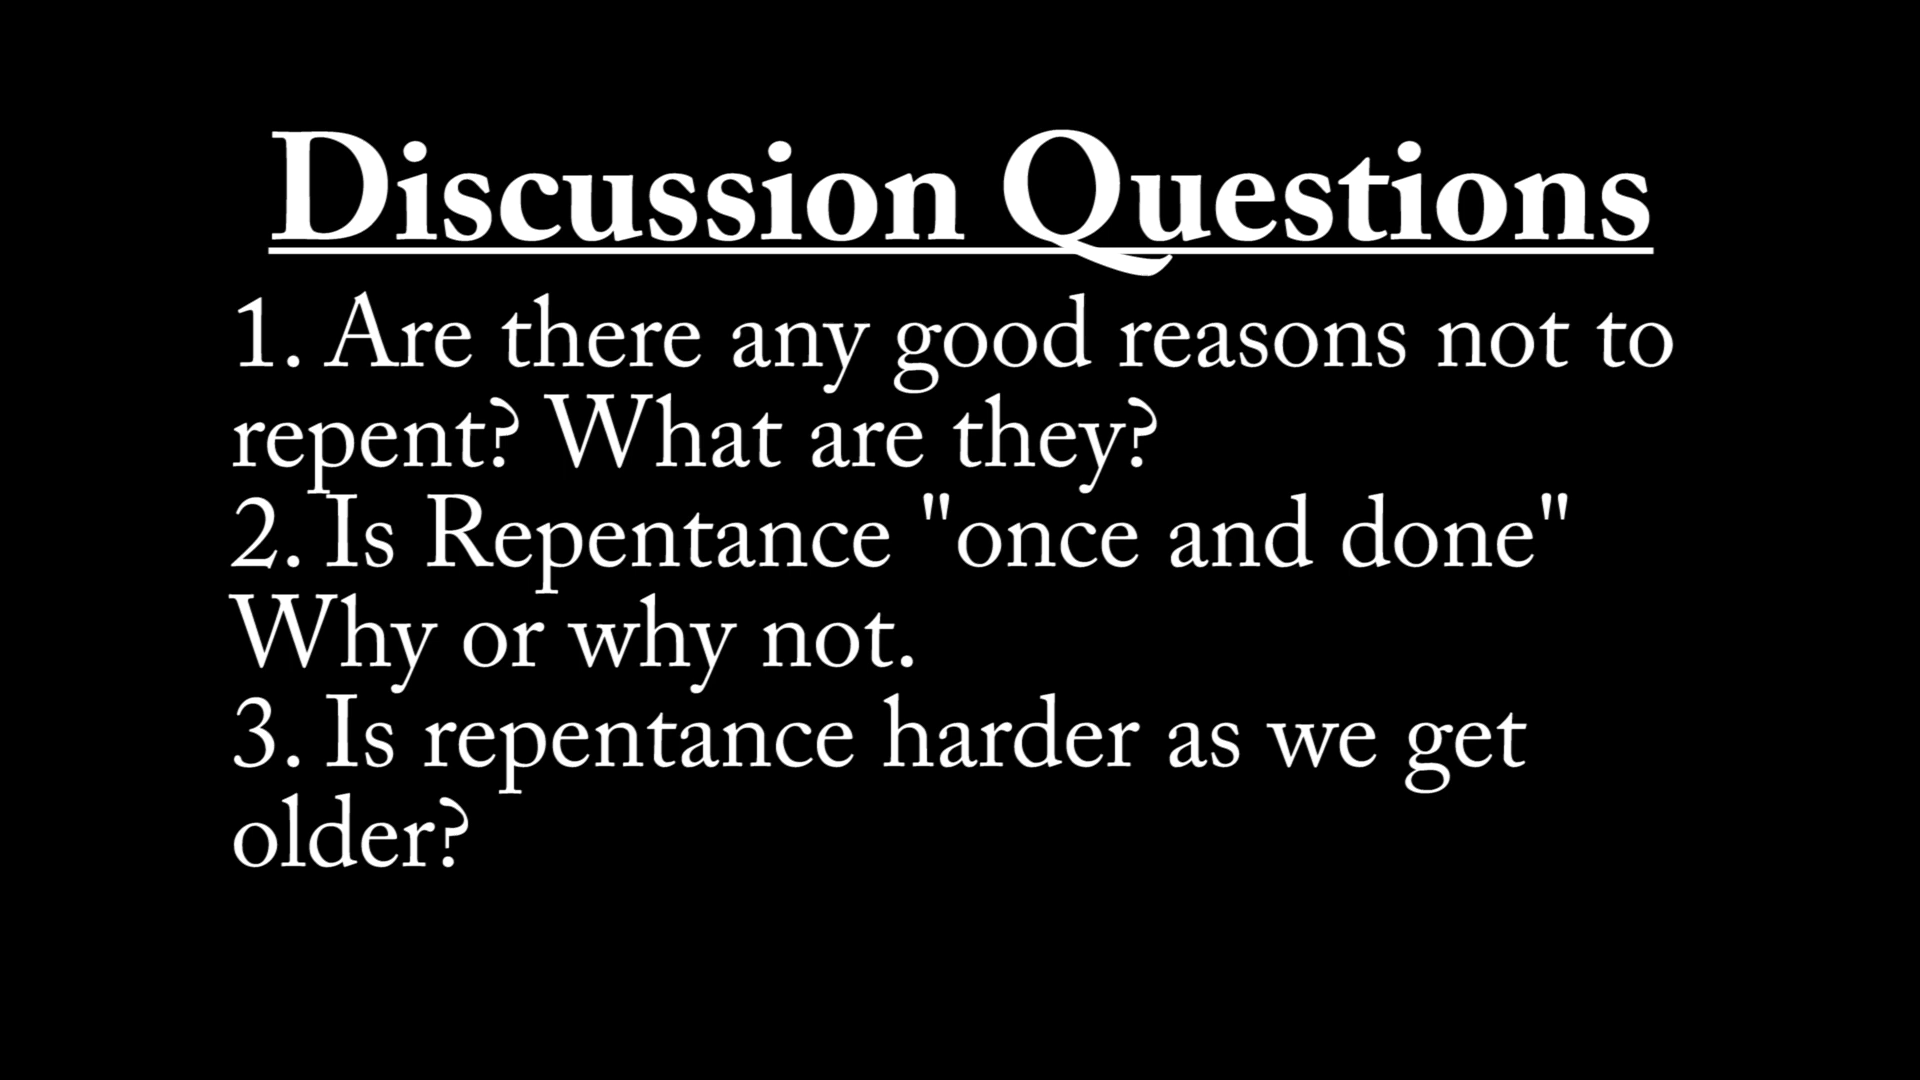 Discussion Questions
1. Are there any good reasons not to
repent? What are they?
2. Is Repentance "once and done"
Why or why not.
3. Is repentance harder as we get
older?